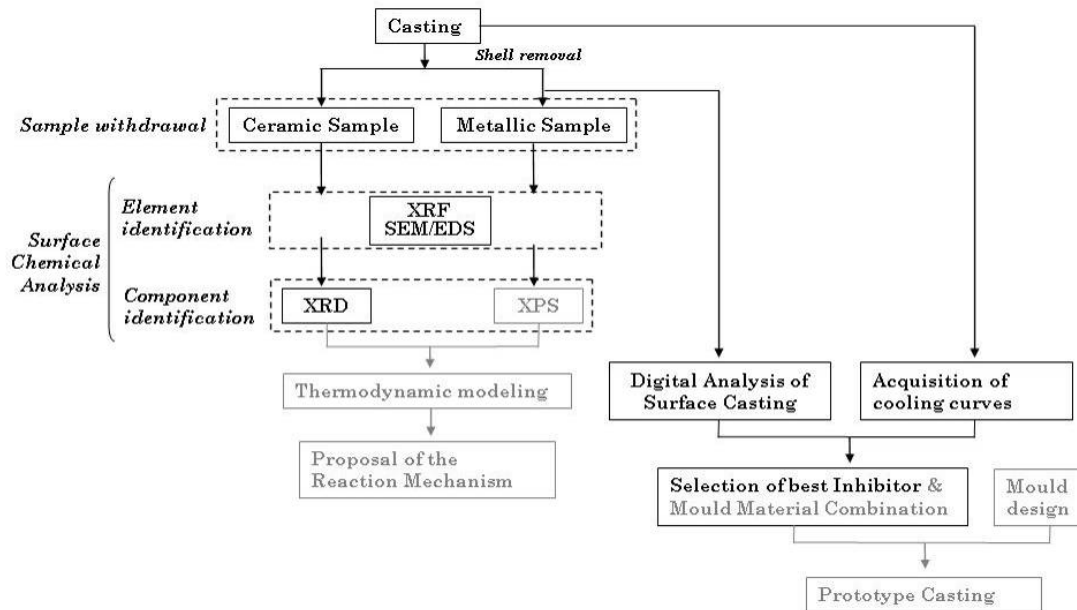 Casting
Shell removal
Sample withdrawal
Ceramic Sample
Metallic Sample
Surface
Chemical
Analysis
Element
identification
XRF
SEM/EDS
Component
identification
XRD
XPS
Thermodynamic modeling
Proposal of the
Reaction Mechanism
Digital Analysis of
Surface Casting
Acquisition of
cooling curves
Selection of best Inhibitor &
Mould Material Combination
Mould
design
Prototype Casting